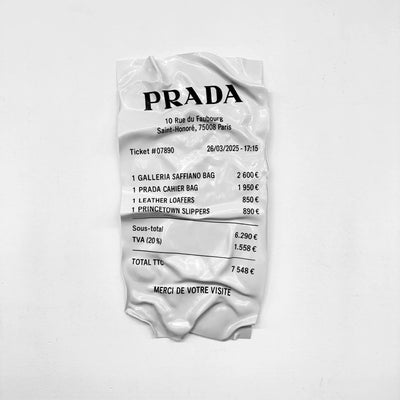 PRADA
10 Rue du Faubourg
Saint-Honoré, 75008 Paris
Ticket #07890 26/03/2025 - 17:15
1 GALLERIA SAFFIANO BAG 2 600 €
1 PRADA CAHIER BAG 1 950 €
1 LEATHER LOAFERS 850 €
1 PRINCETOWN SLIPPERS 890 €
Sous-total 6.290 €
TVA (20 %) 1.558 €
TOTAL TTC 7 548 €
MERCI DE VOTRE VISITE